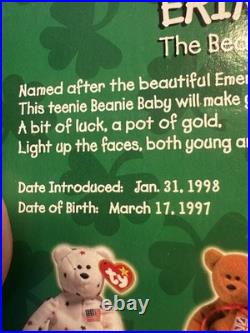 ERIN
The Bea
Named after the beautiful Emer
This teenie Beanie Baby will make
A bit of luck, a pot of gold,
Light up the faces, both young a
Date Introduced: Jan. 31, 1998
Date of Birth: March 17, 1997
ty